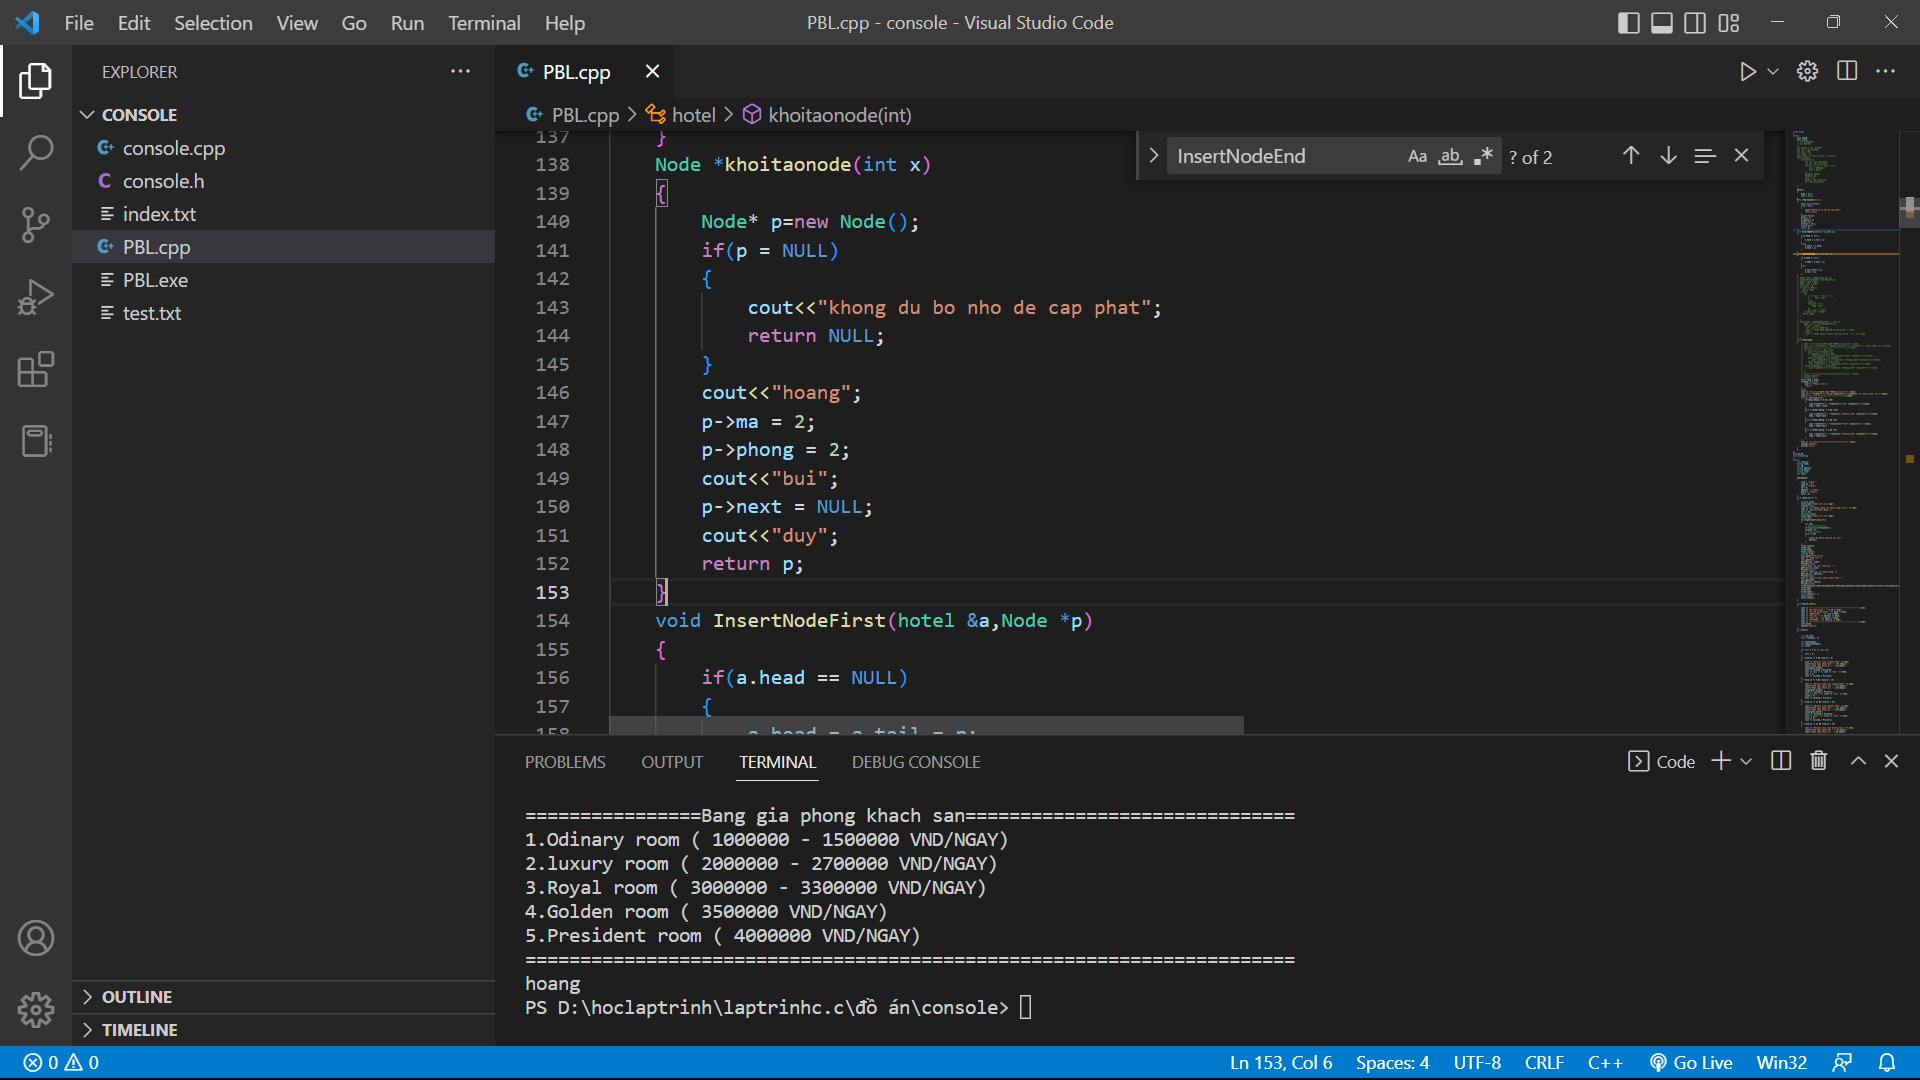 File Edit Selection View Go Run Terminal Help
PBL.cpp - console - Visual Studio Code
EXPLORER
CONSOLE
console.cpp
console.h
index.txt
PBL.cpp
PBL.exe
test.txt
OUTLINE
TIMELINE
PBL.cpp
PBL.cpp > hotel > khoitaonode(int)
InsertNodeEnd Aa ab .* ? of 2
137 }
138 Node *khoitaonode(int x)
139 {
140 Node* p=new Node();
141 if(p = NULL)
142 {
143 cout<<"khong du bo nho de cap phat";
144 return NULL;
145 }
146 cout<<"hoang";
147 p->ma = 2;
148 p->phong = 2;
149 cout<<"bui";
150 p->next = NULL;
151 cout<<"duy";
152 return p;
153 }
154 void InsertNodeFirst(hotel &a,Node *p)
155 {
156 if(a.head == NULL)
157 {
158 a.head = a.tail = p;
PROBLEMS OUTPUT TERMINAL DEBUG CONSOLE
Code
================Bang gia phong khach san==============================
1.Odinary room ( 1000000 - 1500000 VND/NGAY)
2.luxury room ( 2000000 - 2700000 VND/NGAY)
3.Royal room ( 3000000 - 3300000 VND/NGAY)
4.Golden room ( 3500000 VND/NGAY)
5.President room ( 4000000 VND/NGAY)
======================================================================
hoang
PS D:\hoclaptrinh\laptrinhc.c\đồ án\console>
0 0
Ln 153, Col 6 Spaces: 4 UTF-8 CRLF C++ Go Live Win32